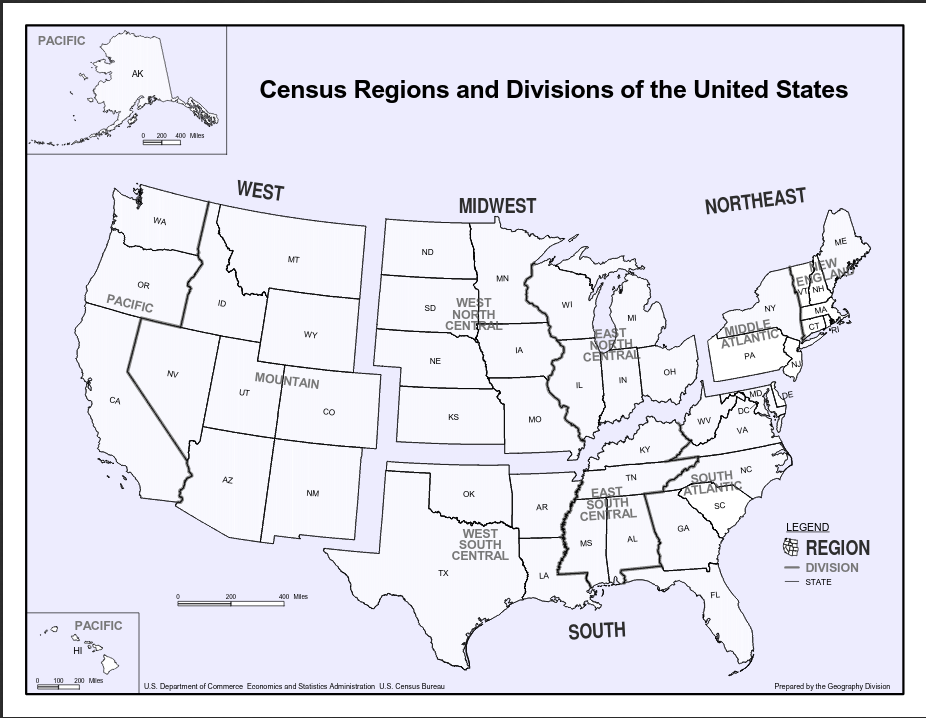 PACIFIC
AK
0 200 400 Miles
Census Regions and Divisions of the United States
WEST
MIDWEST
NORTHEAST
WA
MT
OR
ID
PACIFIC
WY
NV
UT
MOUNTAIN
CO
CA
AZ
NM
ND
MN
SD
WEST
NORTH
CENTRAL
NE
IA
KS
MO
WI
MI
EAST
NORTH
CENTRAL
IL
IN
OH
ME
NEW
ENGLAND
VT
NH
NY
MA
CT
RI
MIDDLE
ATLANTIC
PA
NJ
MD
DE
WV
DC
VA
KY
NC
TN
SOUTH
ATLANTIC
SC
GA
FL
EAST
SOUTH
CENTRAL
MS
AL
OK
AR
WEST
SOUTH
CENTRAL
TX
LA
SOUTH
0 200 400 Miles
LEGEND
REGION
DIVISION
STATE
PACIFIC
HI
0 100 200 Miles
U.S. Department of Commerce Economics and Statistics Administration U.S. Census Bureau
Prepared by the Geography Division